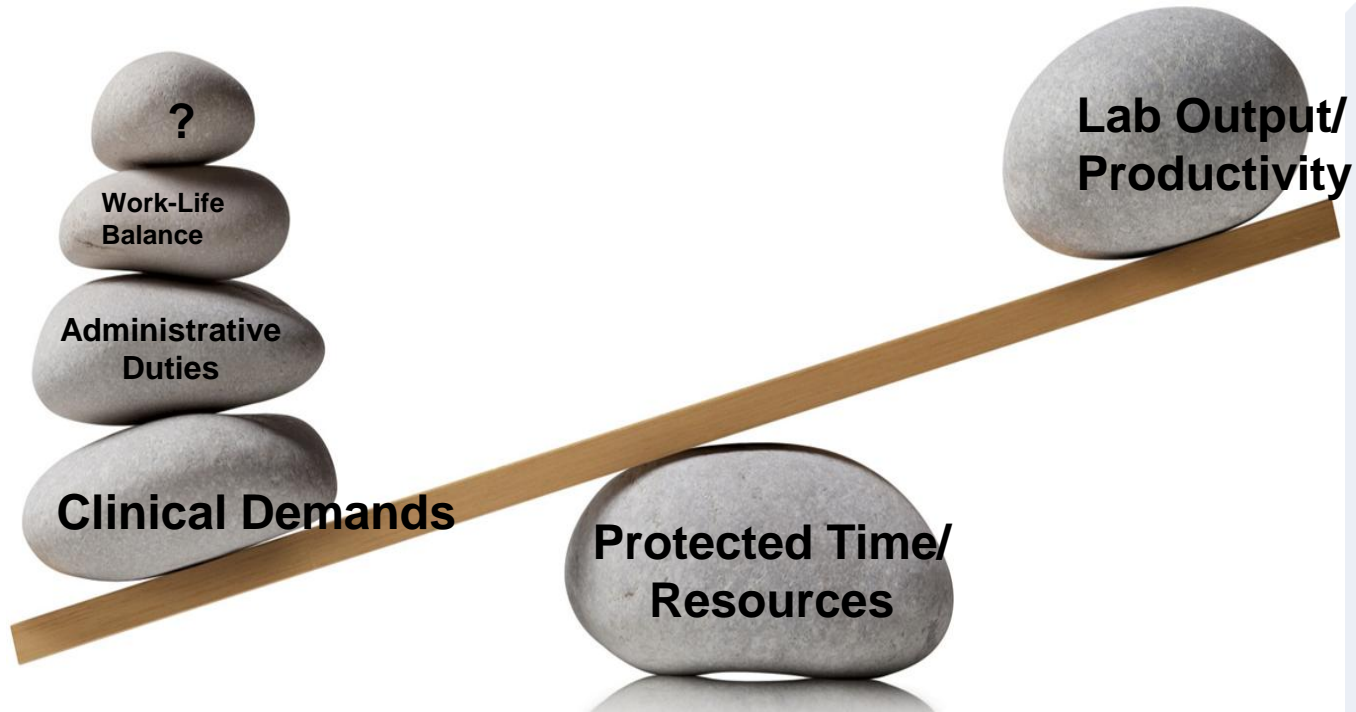 ?
Work-Life
Balance
Administrative
Duties
Clinical Demands
Lab Output/
Productivity
Protected Time/
Resources